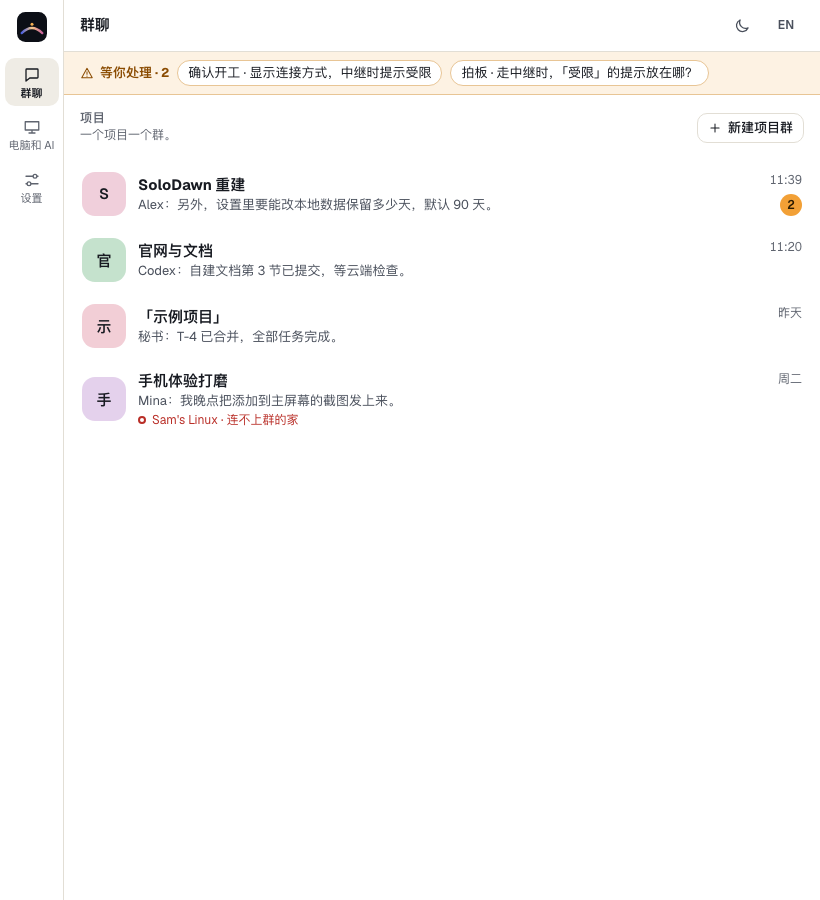 群聊
EN
群聊
电脑和 AI
设置
等你处理 · 2
确认开工 · 显示连接方式，中继时提示受限
拍板 · 走中继时，「受限」的提示放在哪？
项目
一个项目一个群。
新建项目群
S
SoloDawn 重建
11:39
Alex：另外，设置里要能改本地数据保留多少天，默认 90 天。
2
官
官网与文档
11:20
Codex：自建文档第 3 节已提交，等云端检查。
示
「示例项目」
昨天
秘书：T-4 已合并，全部任务完成。
手
手机体验打磨
周二
Mina：我晚点把添加到主屏幕的截图发上来。
Sam's Linux · 连不上群的家